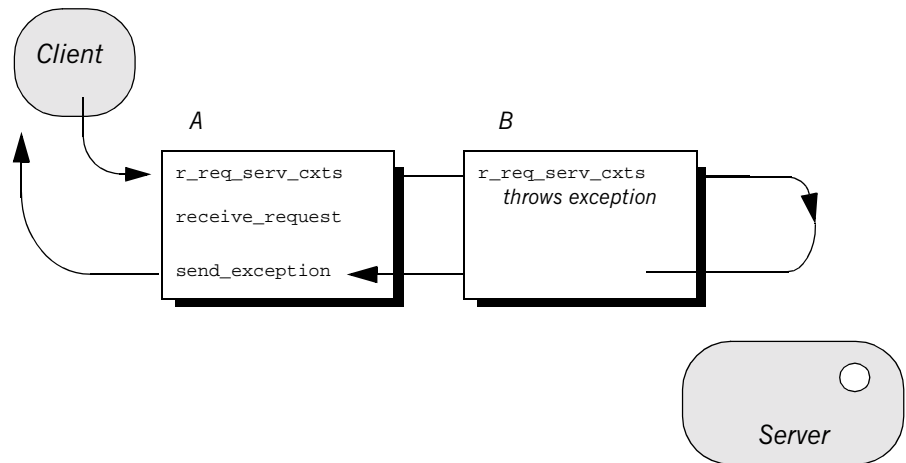 Client
A
B
r_req_serv_cxts
r_req_serv_cxts
throws exception
receive_request
send_exception
Server